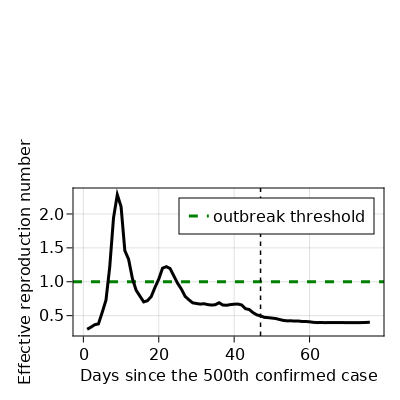 Effective reproduction number
2.0
1.5
1.0
0.5
outbreak threshold
0 20 40 60
Days since the 500th confirmed case